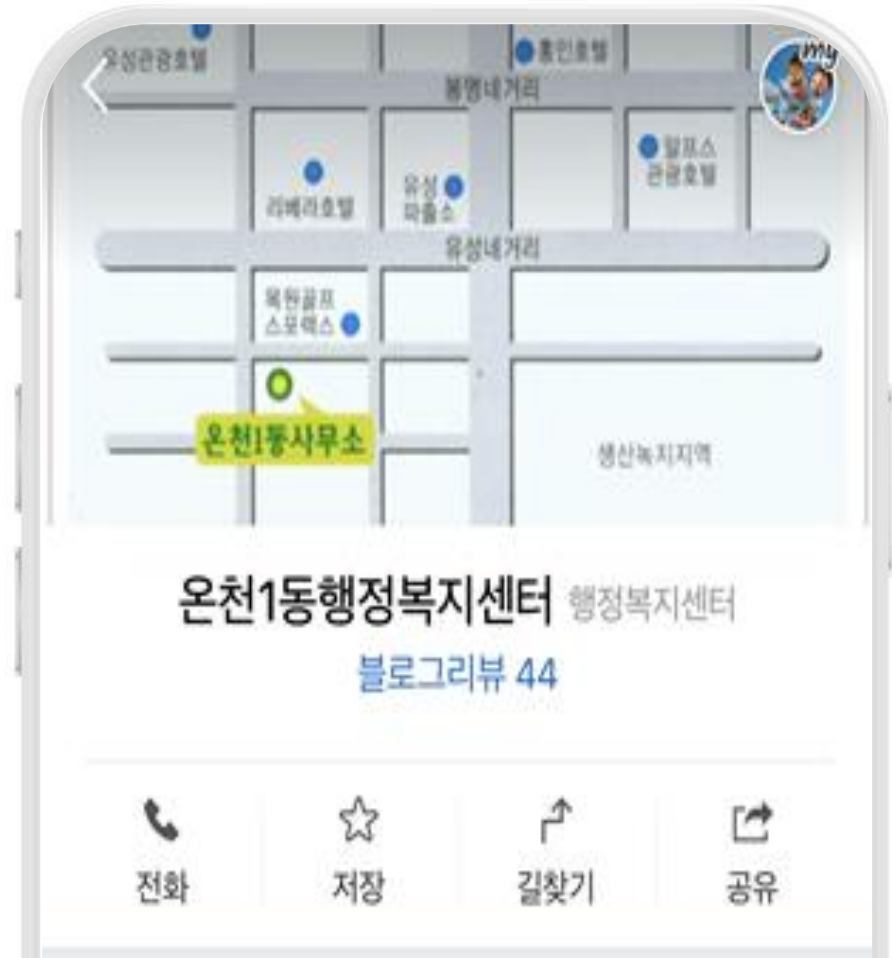 유성관광호텔
홍인호텔
my
봉명네거리
알프스
관광호텔
리베라호텔
유성
파출소
유성네거리
목원골프
스포렉스
온천1동사무소
생산녹지지역
온천1동행정복지센터 행정복지센터
블로그리뷰 44
전화
저장
길찾기
공유